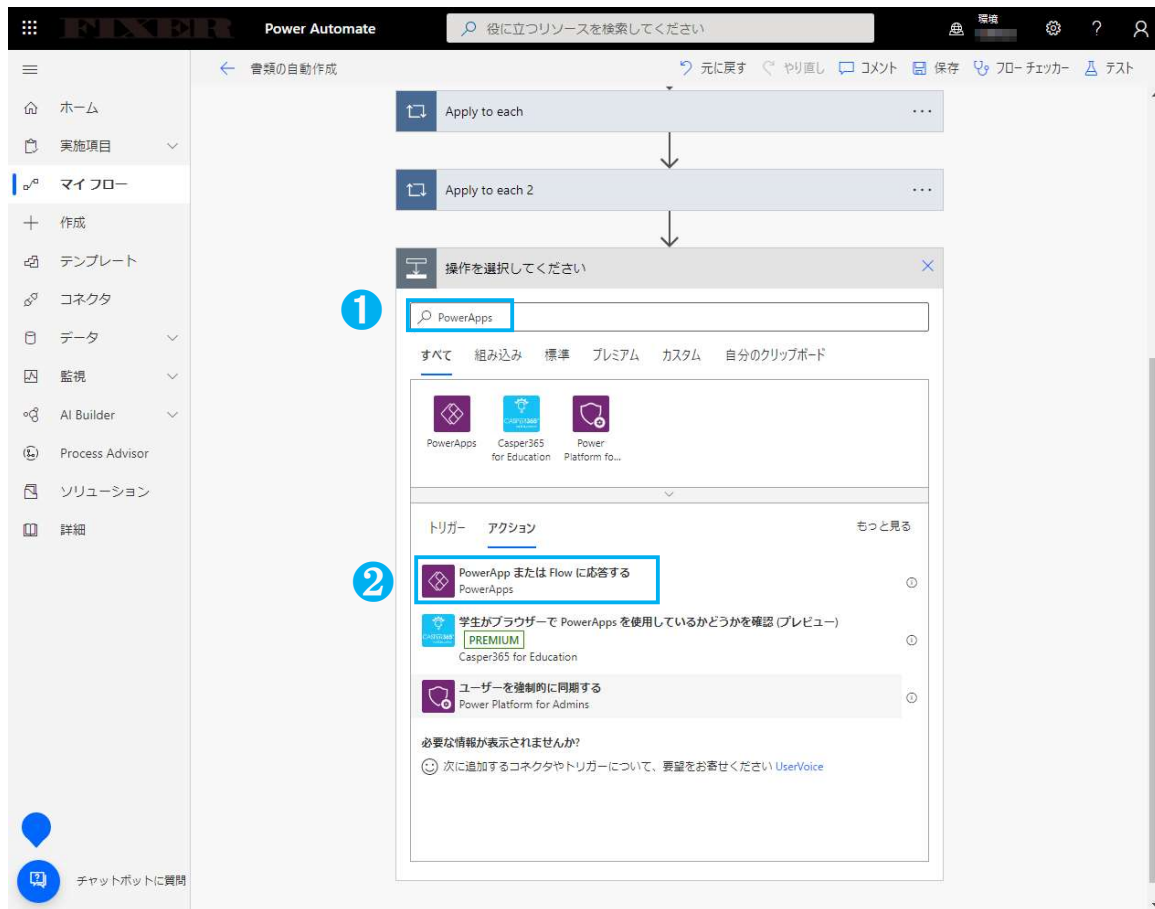 FIXER
Power Automate
役に立つリソースを検索してください
環境
?
書類の自動作成
元に戻す
やり直し
コメント
保存
フロー チェッカー
テスト
ホーム
実施項目
マイ フロー
作成
テンプレート
コネクタ
データ
監視
AI Builder
Process Advisor
ソリューション
詳細
チャットボットに質問
Apply to each
Apply to each 2
操作を選択してください
1
PowerApps
すべて 組み込み 標準 プレミアム カスタム 自分のクリップボード
PowerApps
Casper365
for Education
Power
Platform fo...
トリガー アクション もっと見る
2
PowerApp または Flow に応答する
PowerApps
学生がブラウザーで PowerApps を使用しているかどうかを確認 (プレビュー)
PREMIUM
Casper365 for Education
ユーザーを強制的に同期する
Power Platform for Admins
必要な情報が表示されませんか?
次に追加するコネクタやトリガーについて、要望をお寄せください UserVoice